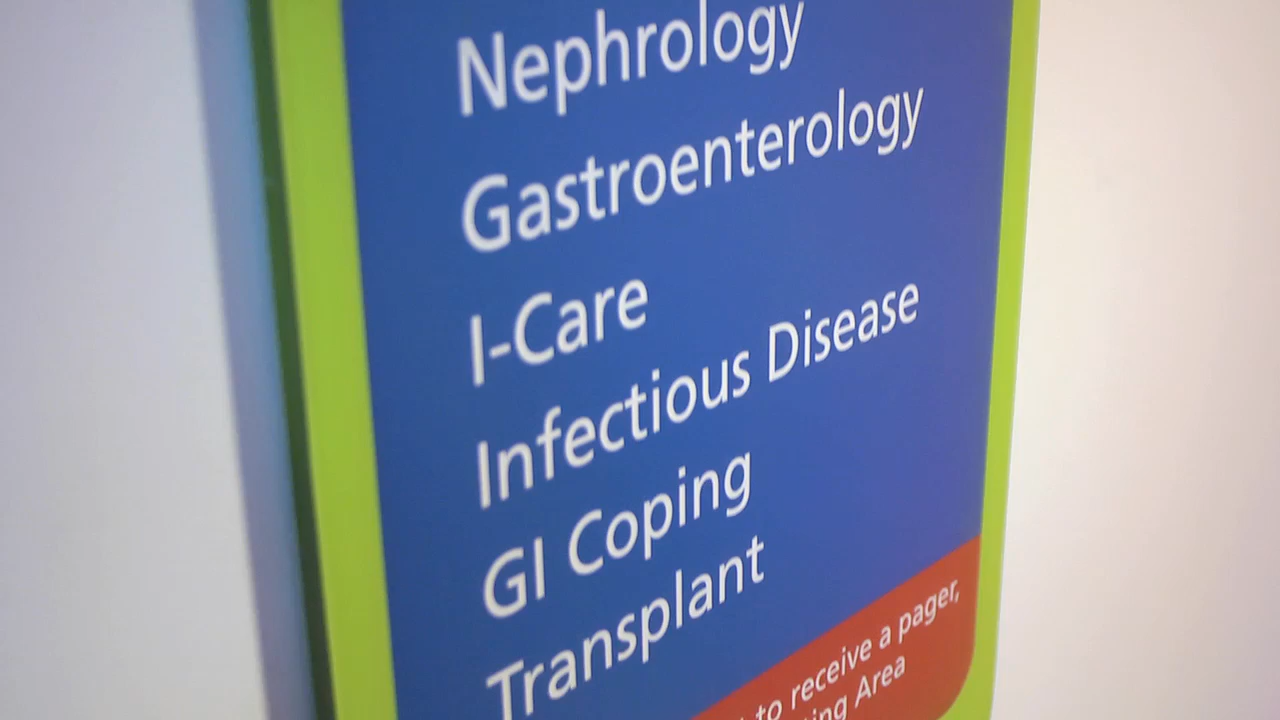 Nephrology
Gastroenterology
I-Care
Infectious Disease
GI Coping
Transplant
to receive a pager,
Area